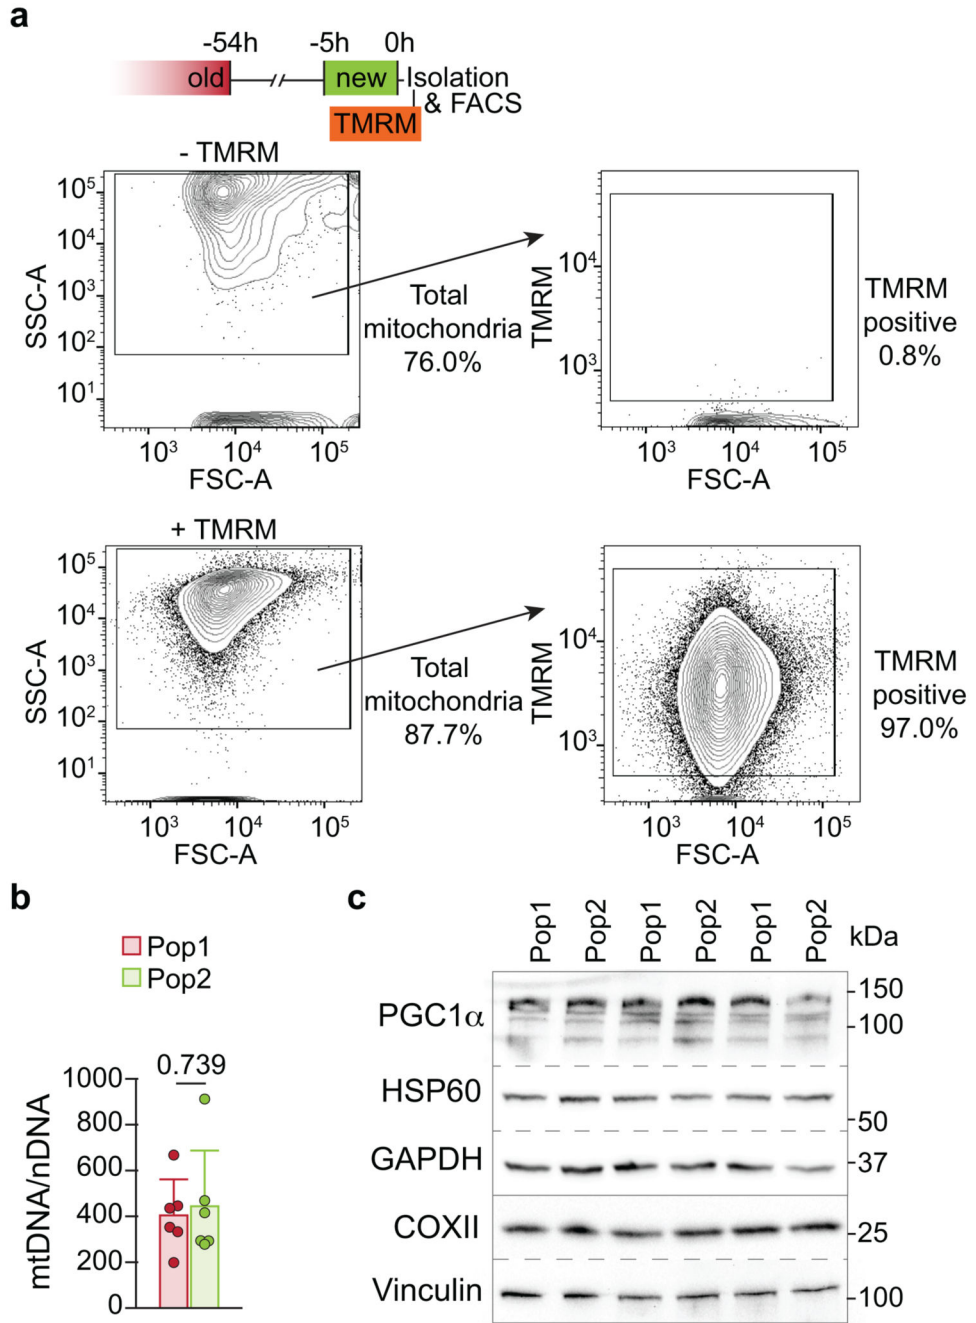 a
-54h -5h 0h
old new Isolation
& FACS
TMRM
- TMRM
10⁵
10⁴
10³
10²
10¹
SSC-A
10³ 10⁴ 10⁵
FSC-A
Total
mitochondria
76.0%
10⁴
10³
TMRM
10³ 10⁴ 10⁵
FSC-A
TMRM
positive
0.8%
+ TMRM
10⁵
10⁴
10³
10²
10¹
SSC-A
10³ 10⁴ 10⁵
FSC-A
Total
mitochondria
87.7%
10⁴
10³
TMRM
10³ 10⁴ 10⁵
FSC-A
TMRM
positive
97.0%
b
Pop1
Pop2
0.739
1000
800
600
400
200
0
mtDNA/nDNA
c
Pop1 Pop2 Pop1 Pop2 Pop1 Pop2
kDa
PGC1α
150
100
HSP60
50
GAPDH
37
COXII
25
Vinculin
100